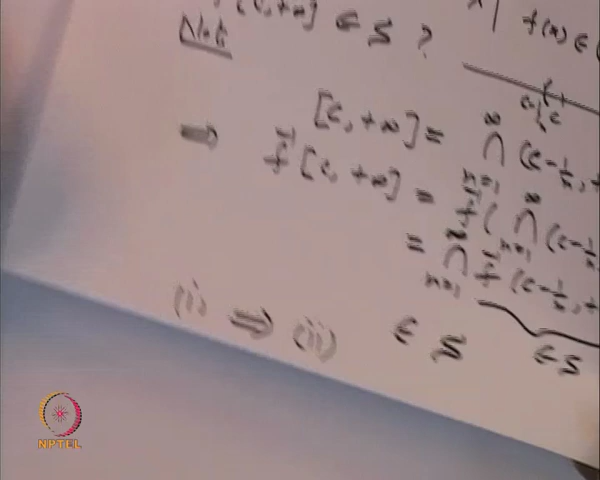 [c, +∞] ∈ S ? x | f(x) ∈ (
Note
[c, +∞] = ∞ ∩ n=1 (c - 1/n, +
⇒ f⁻¹ [c, +∞] = f⁻¹ ( ∞ ∩ n=1 (c - 1/n
= ∞ ∩ n=1 f⁻¹ (c - 1/n, +
(i) ⇒ (ii) ∈ S ∈ S
NPTEL